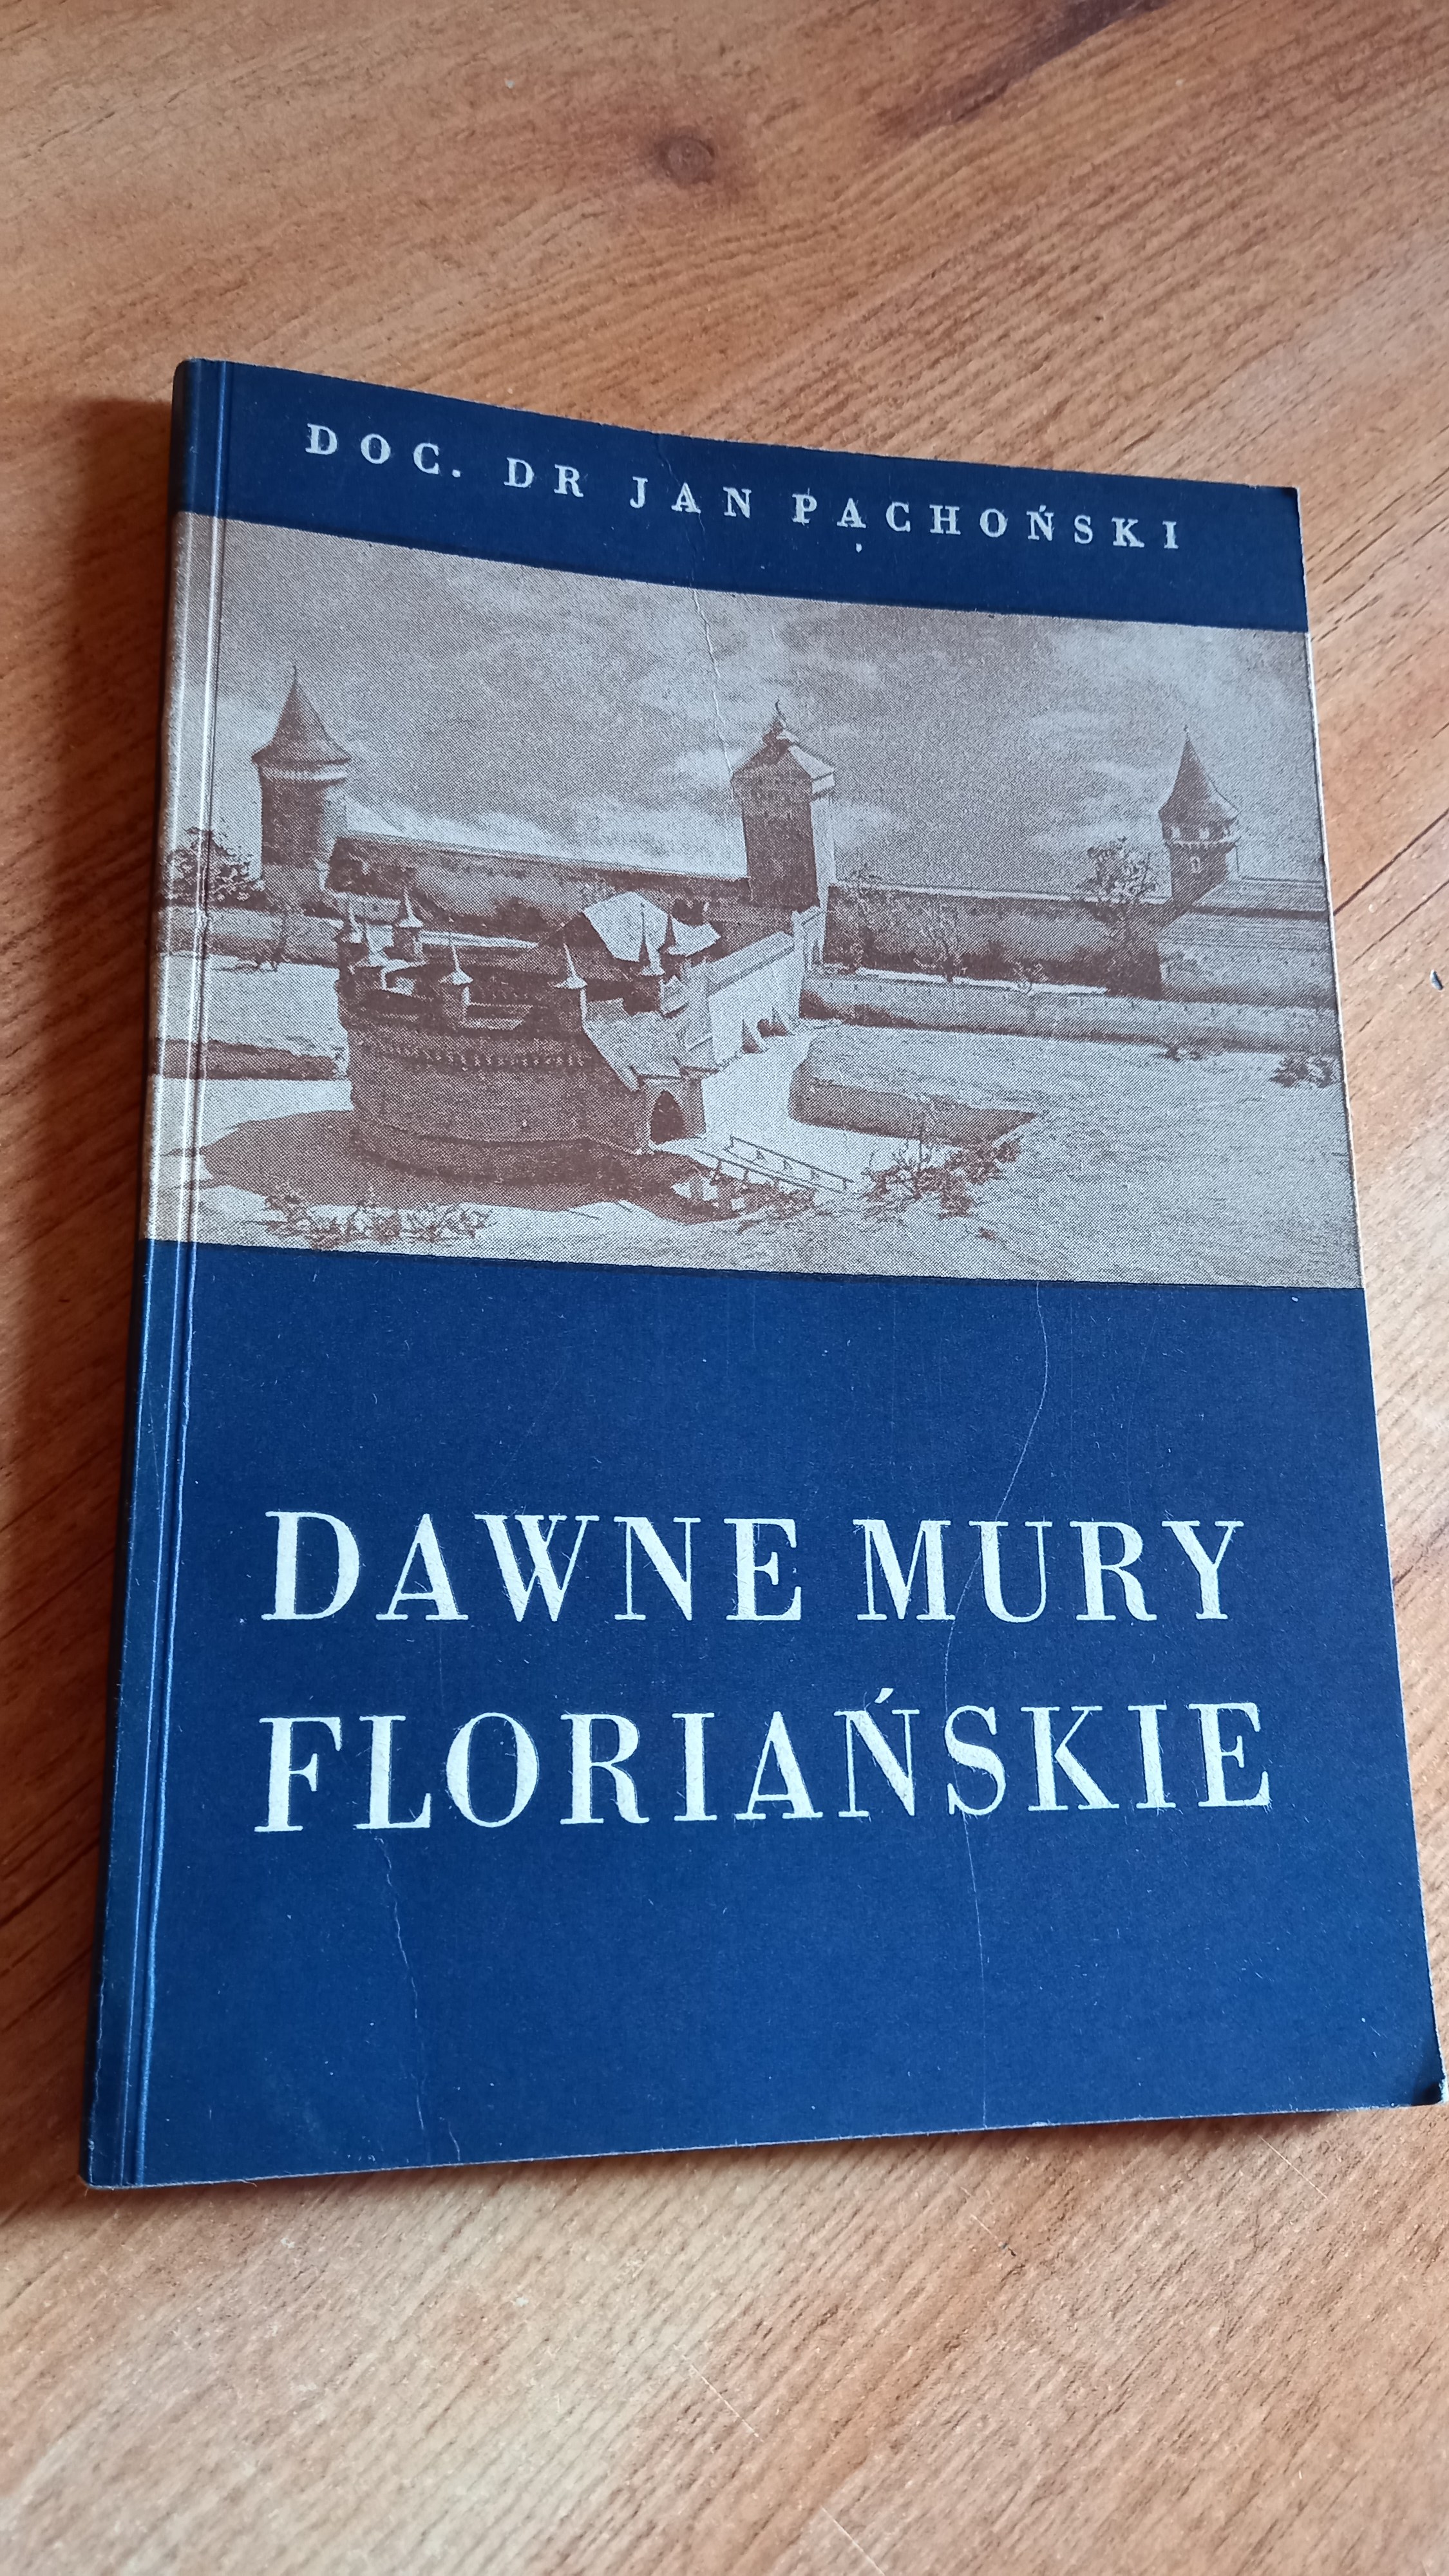 DOC. DR JAN PACHOŃSKI
DAWNE MURY
FLORIAŃSKIE